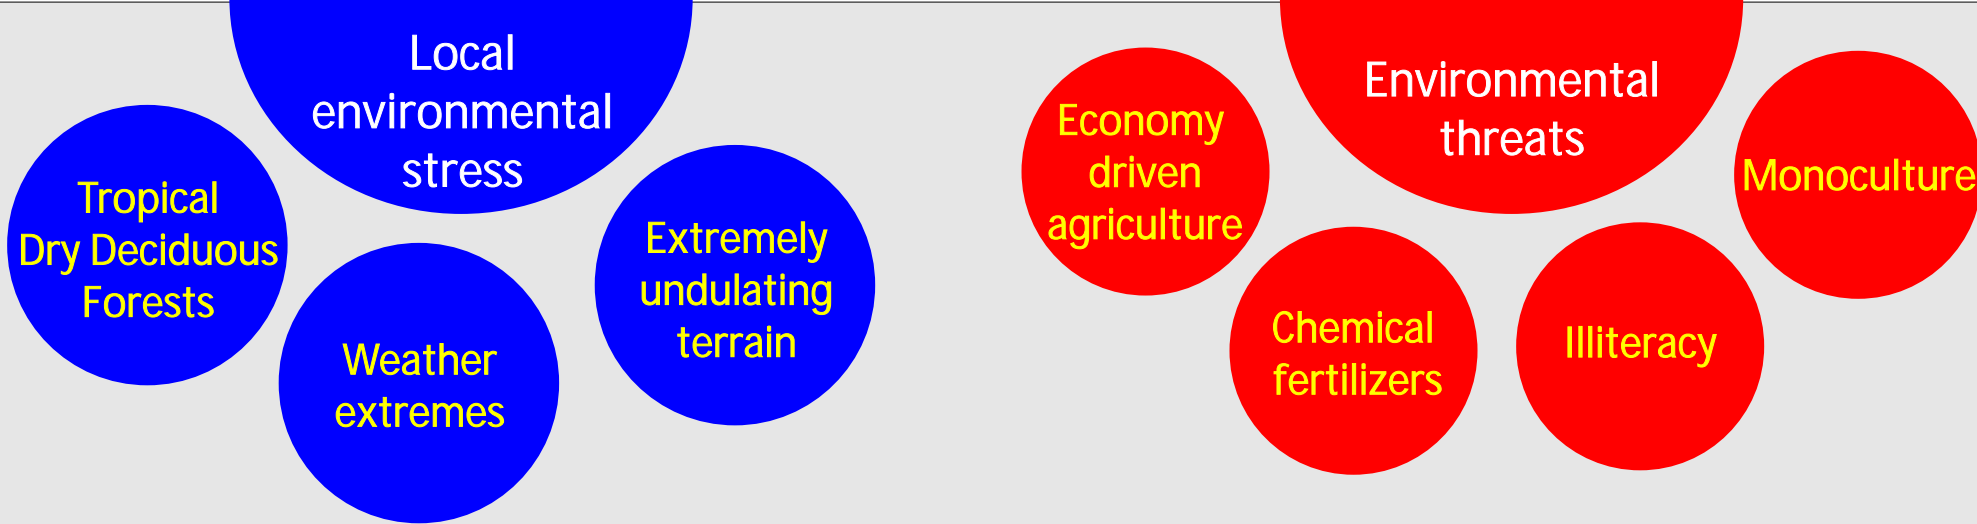 Local
environmental
stress
Tropical
Dry Deciduous
Forests
Weather
extremes
Extremely
undulating
terrain
Environmental
threats
Economy
driven
agriculture
Chemical
fertilizers
Illiteracy
Monoculture